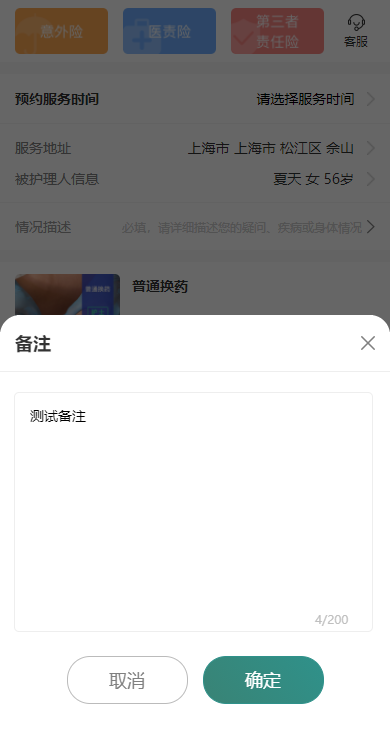 意外险
医责险
第三者
责任险
客服
预约服务时间
请选择服务时间
服务地址
上海市 上海市 松江区 佘山
被护理人信息
夏天 女 56岁
情况描述
必填，请详细描述您的疑问、疾病或身体情况
普通换药
普通换药
备注
测试备注
4/200
取消
确定